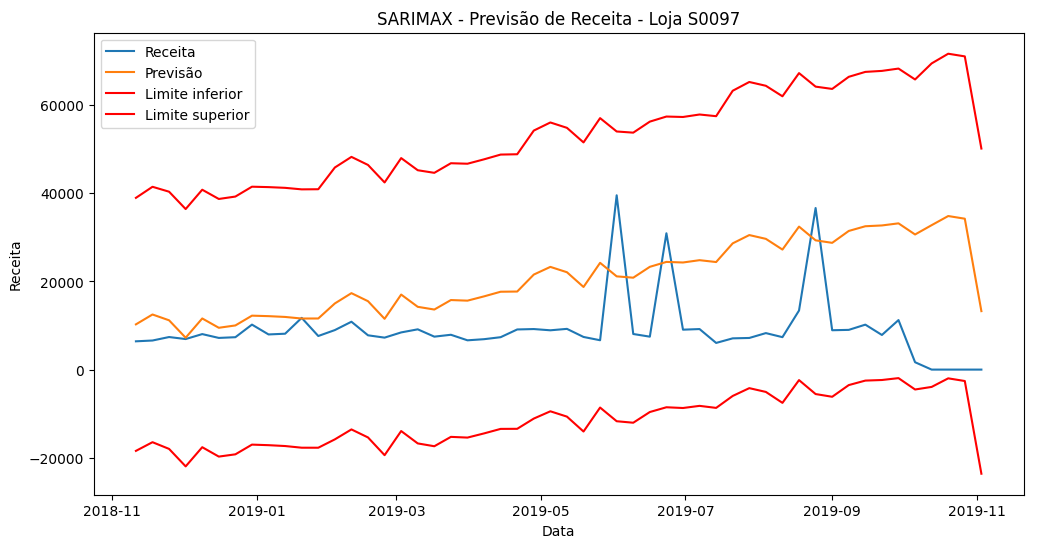 SARIMAX - Previsão de Receita - Loja S0097
Receita
Previsão
Limite inferior
Limite superior
Receita
60000
40000
20000
0
−20000
2018-11
2019-01
2019-03
2019-05
2019-07
2019-09
2019-11
Data